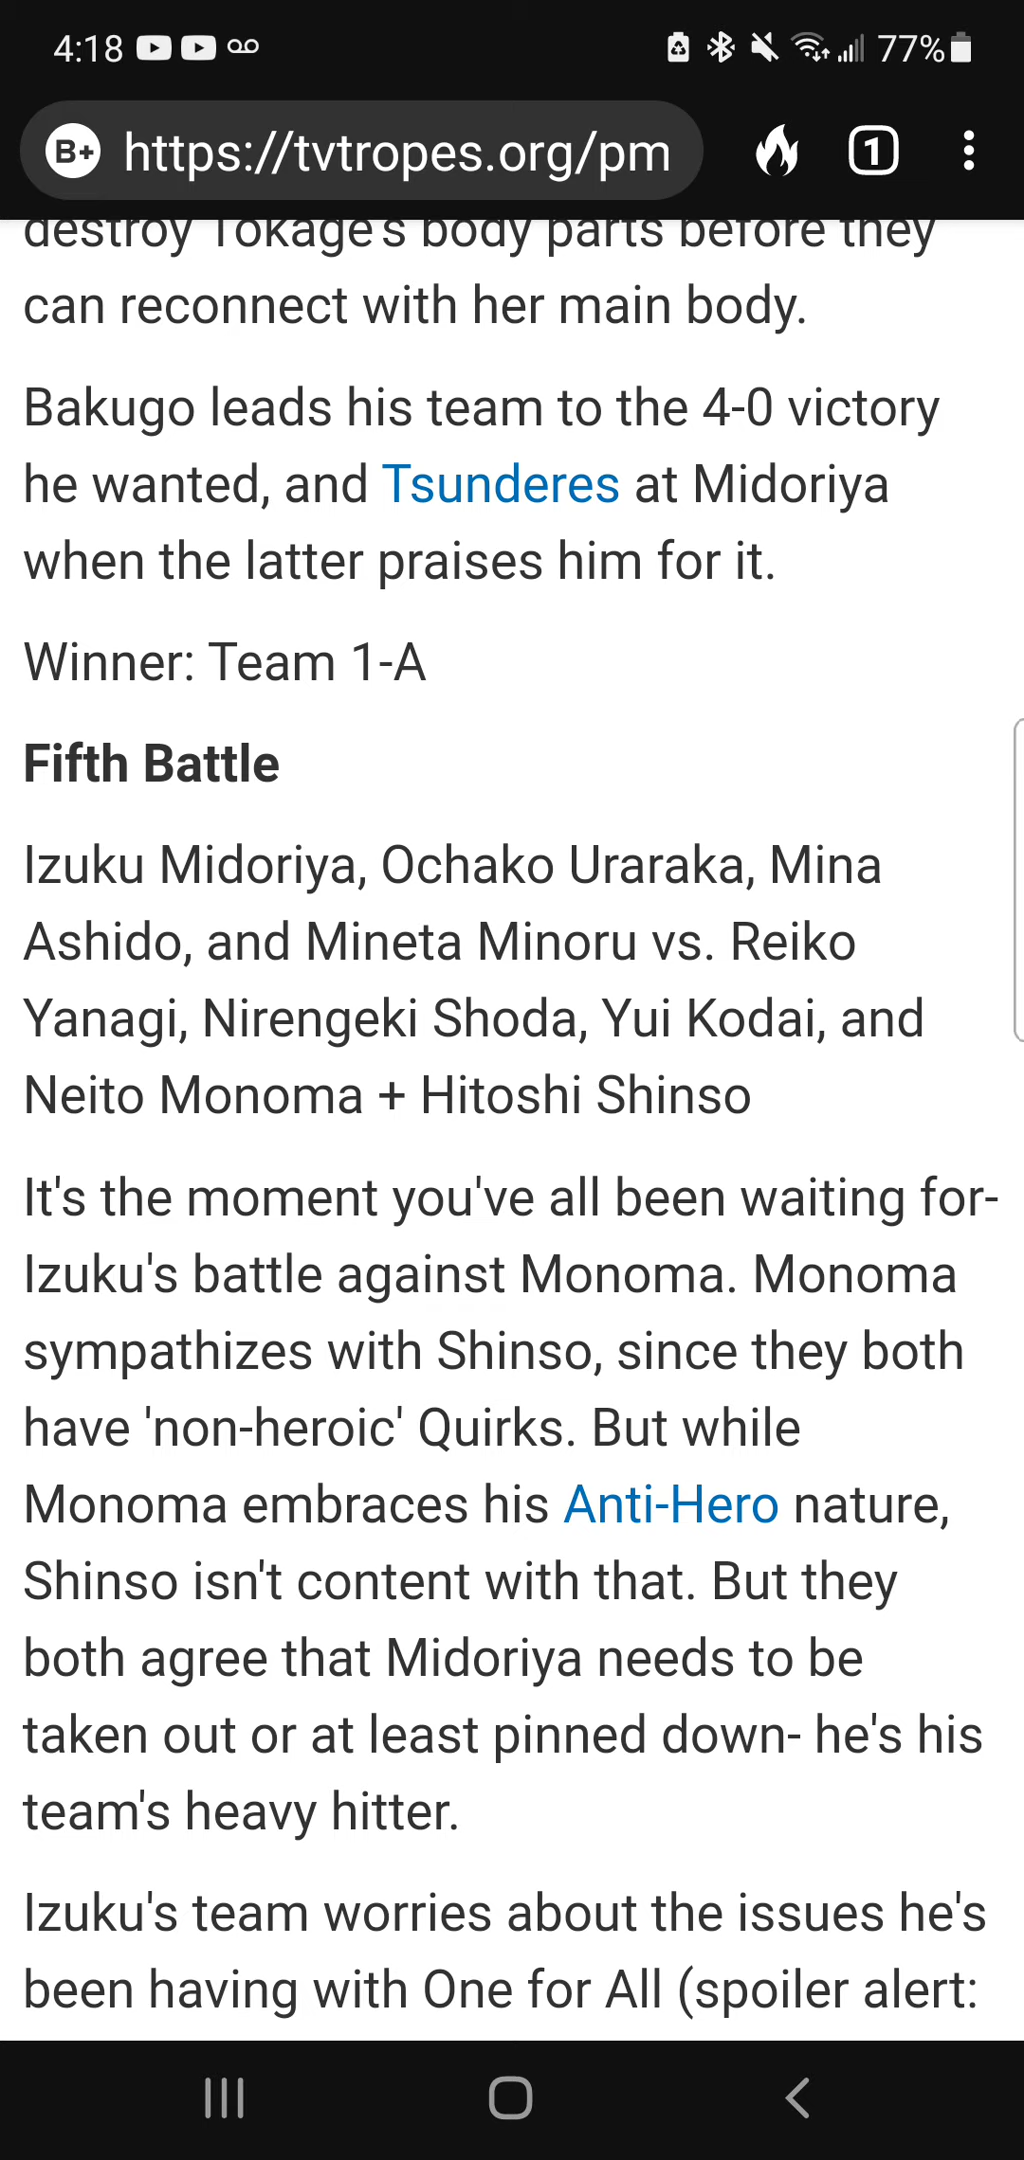 4:18
77%
B+ https://tvtropes.org/pm
1
destroy Tokage's body parts before they
can reconnect with her main body.
Bakugo leads his team to the 4-0 victory
he wanted, and Tsunderes at Midoriya
when the latter praises him for it.
Winner: Team 1-A
Fifth Battle
Izuku Midoriya, Ochako Uraraka, Mina
Ashido, and Mineta Minoru vs. Reiko
Yanagi, Nirengeki Shoda, Yui Kodai, and
Neito Monoma + Hitoshi Shinso
It's the moment you've all been waiting for-
Izuku's battle against Monoma. Monoma
sympathizes with Shinso, since they both
have 'non-heroic' Quirks. But while
Monoma embraces his Anti-Hero nature,
Shinso isn't content with that. But they
both agree that Midoriya needs to be
taken out or at least pinned down- he's his
team's heavy hitter.
Izuku's team worries about the issues he's
been having with One for All (spoiler alert: